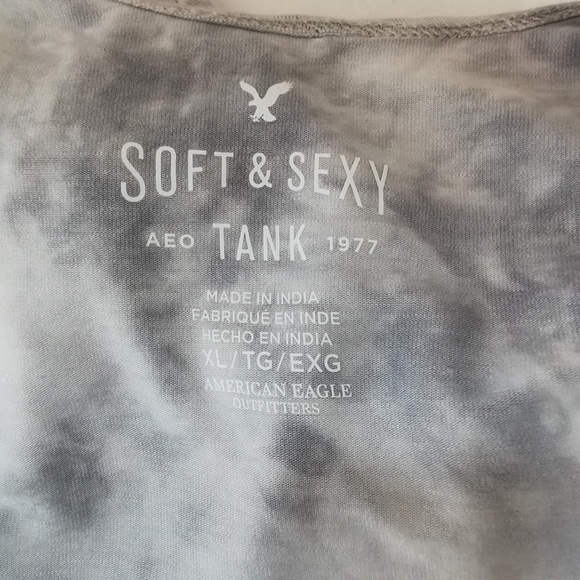 SOFT & SEXY
AEO TANK 1977
MADE IN INDIA
FABRIQUÉ EN INDE
HECHO EN INDIA
XL/TG/EXG
AMERICAN EAGLE
OUTFITTERS